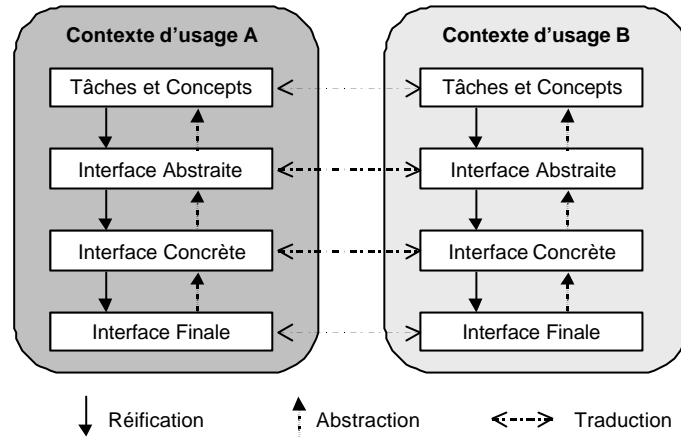 Contexte d'usage A
Tâches et Concepts
Interface Abstraite
Interface Concrète
Interface Finale
Contexte d'usage B
Tâches et Concepts
Interface Abstraite
Interface Concrète
Interface Finale
Réification
Abstraction
Traduction